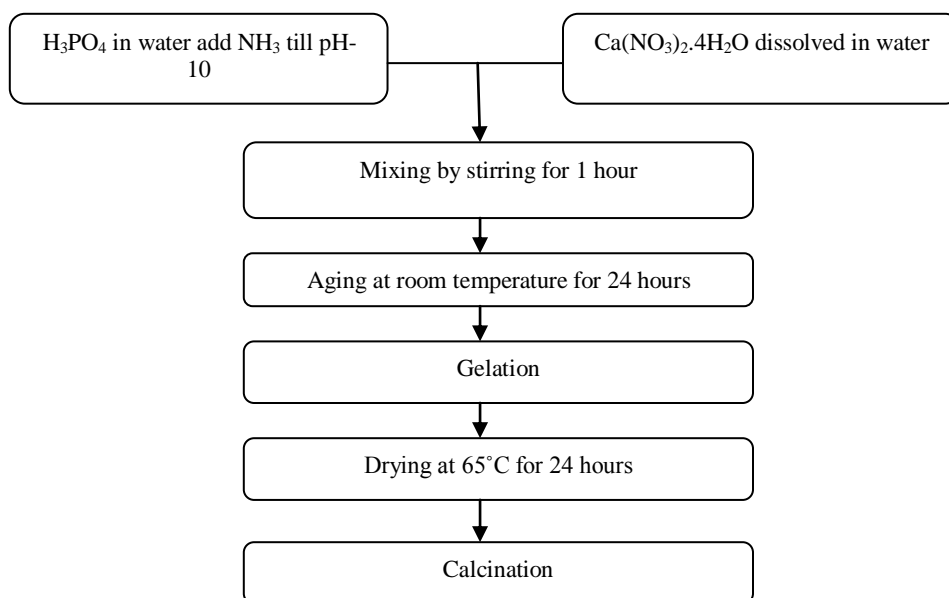 H₃PO₄ in water add NH₃ till pH-
10
Ca(NO₃)₂.4H₂O dissolved in water
Mixing by stirring for 1 hour
Aging at room temperature for 24 hours
Gelation
Drying at 65˚C for 24 hours
Calcination